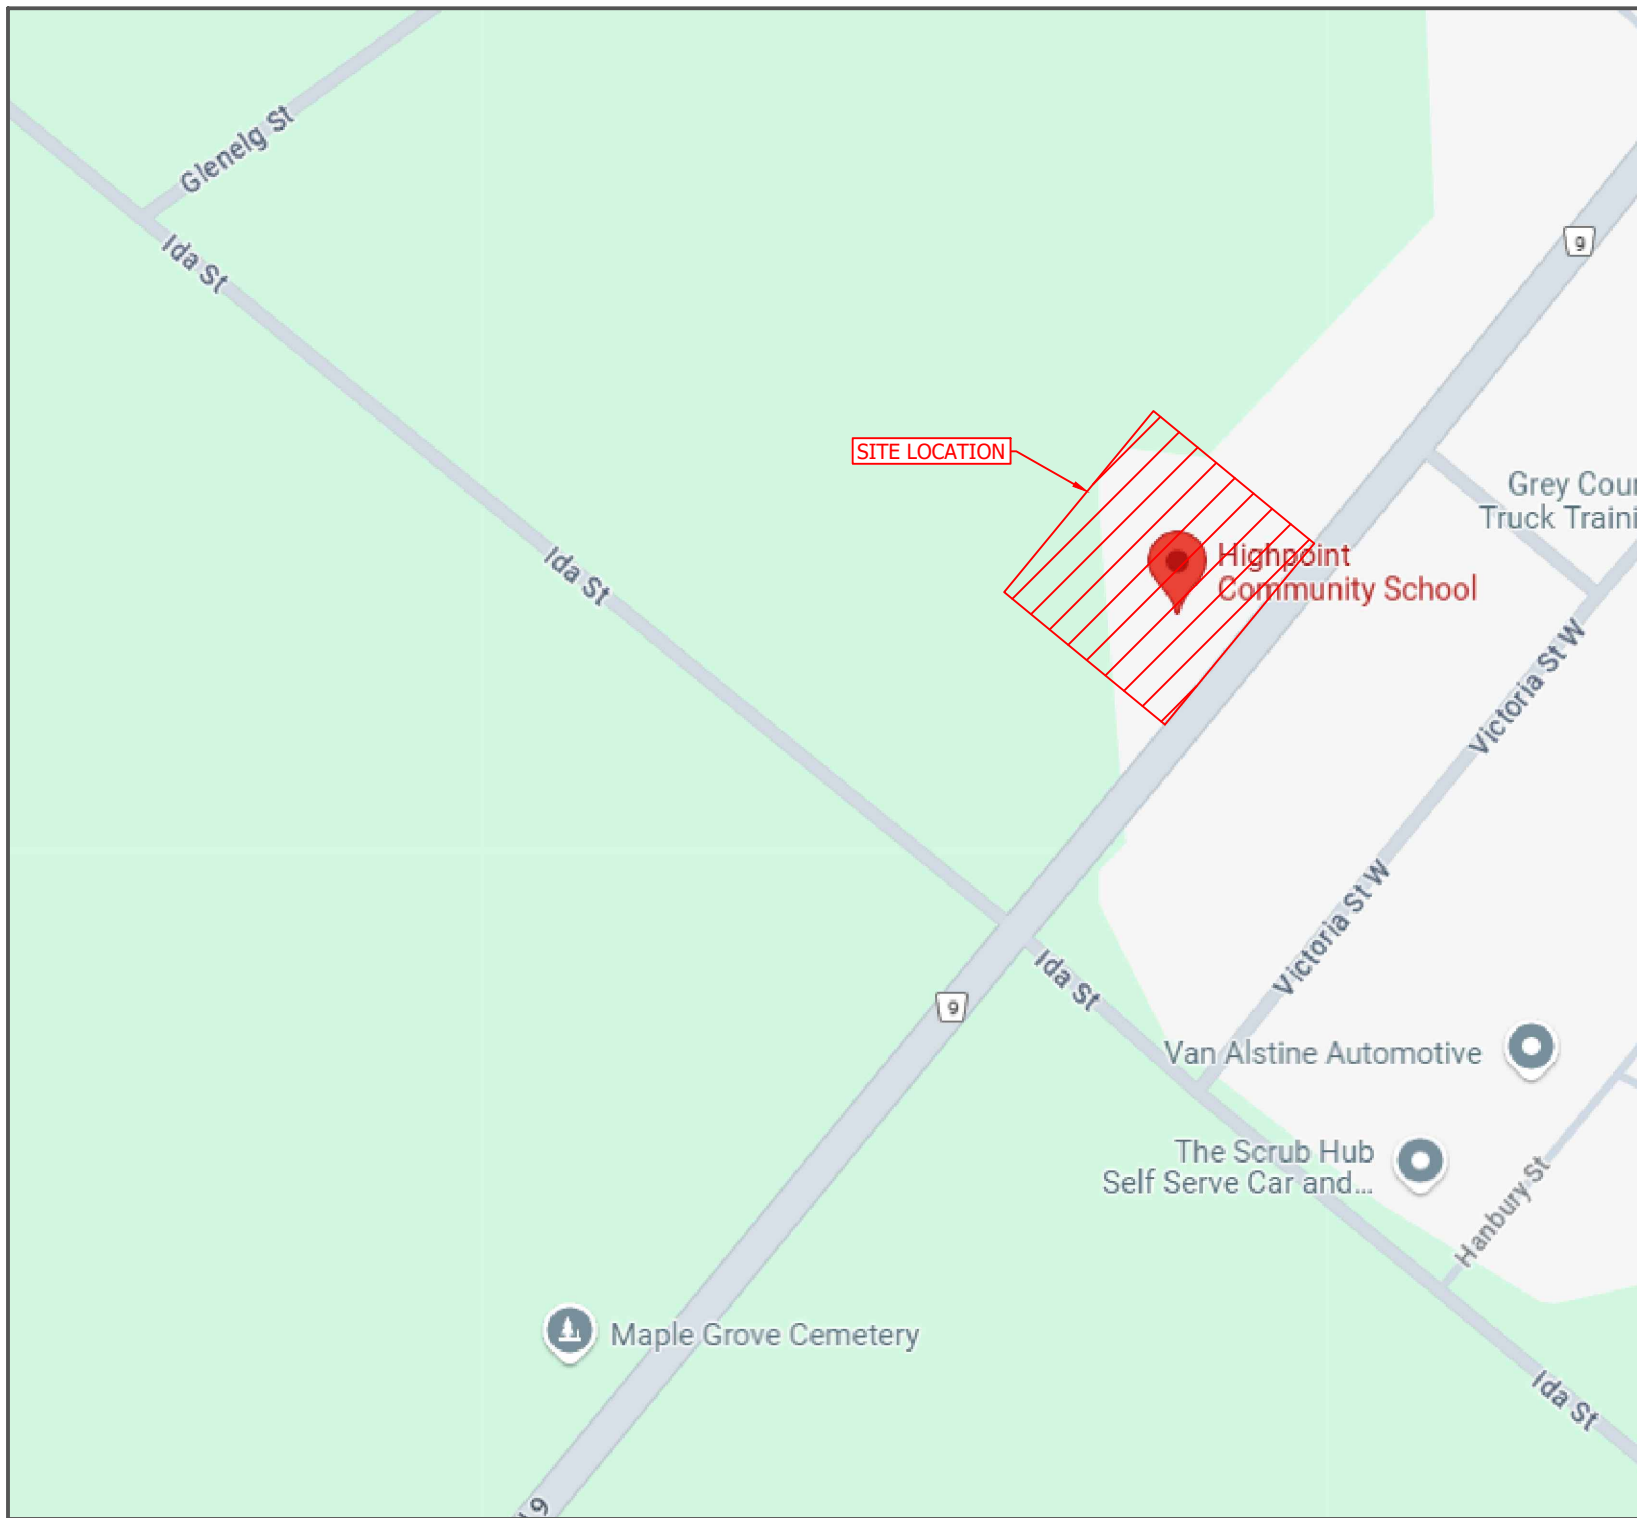 Glenelg St
Ida St
9
SITE LOCATION
Grey Cour
Truck Traini
Highpoint
Community School
Ida St
Victoria St W
Victoria St W
Ida St
9
Van Alstine Automotive
The Scrub Hub
Self Serve Car and...
Hanbury St
Maple Grove Cemetery
Ida St
9